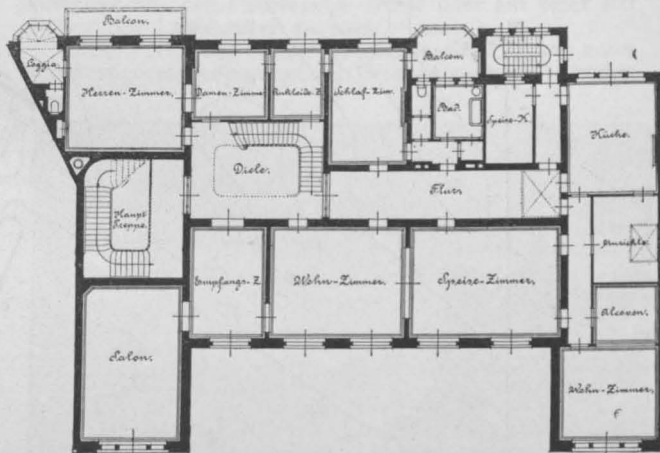 Balcon.
Loggia
Herren-Zimmer,
Damen-Zimmer
Ankleide-Z
Schlaf-Zim.
Balcon
Bad.
Speise-K.
Küche.
Diele.
Flur.
Haupt
Treppe.
Anrichte
Empfangs-Z
Wohn-Zimmer,
Speise-Zimmer,
Alcoven.
Salon,
Wohn-Zimmer,